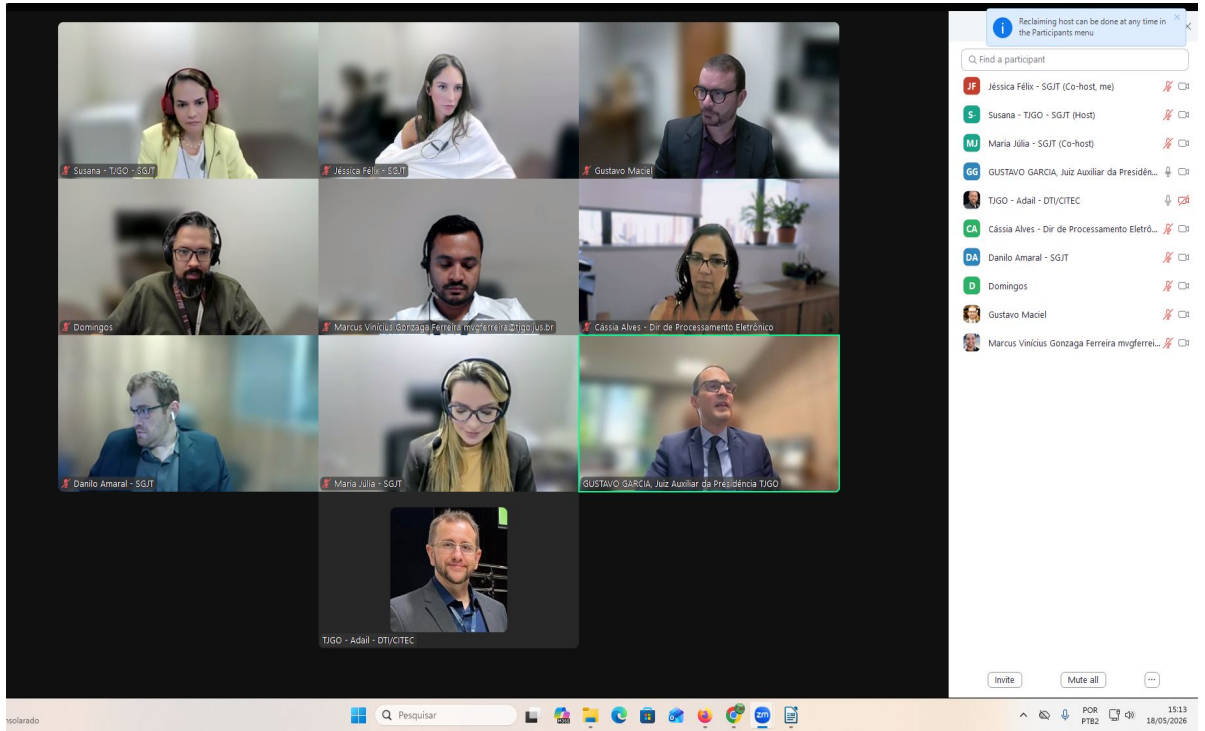 Reclaiming host can be done at any time in
the Participants menu
Find a participant
JF Jéssica Félix - SGJT (Co-host, me)
S- Susana - TJGO - SGJT (Host)
MJ Maria Júlia - SGJT (Co-host)
GG GUSTAVO GARCIA, Juiz Auxiliar da Presidên...
TJGO - Adail - DTI/CITEC
CA Cássia Alves - Dir de Processamento Eletrô...
DA Danilo Amaral - SGJT
D Domingos
Gustavo Maciel
Marcus Vinícius Gonzaga Ferreira mvgferrei...
Susana - TJGO - SGJT
Jéssica Félix - SGJT
Gustavo Maciel
Domingos
Marcus Vinícius Gonzaga Ferreira mvgferreira@tjgo.jus.br
Cássia Alves - Dir de Processamento Eletrônico
Danilo Amaral - SGJT
Maria Júlia - SGJT
GUSTAVO GARCIA, Juiz Auxiliar da Presidência TJGO
TJGO - Adail - DTI/CITEC
Invite
Mute all
nsolarado
Pesquisar
zm
POR
PTB2
15:13
18/05/2026